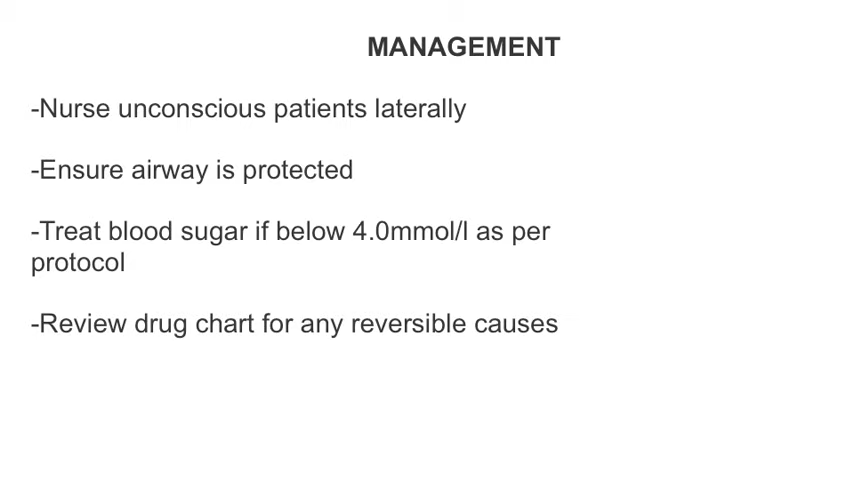 MANAGEMENT
-Nurse unconscious patients laterally
-Ensure airway is protected
-Treat blood sugar if below 4.0mmol/l as per
protocol
-Review drug chart for any reversible causes